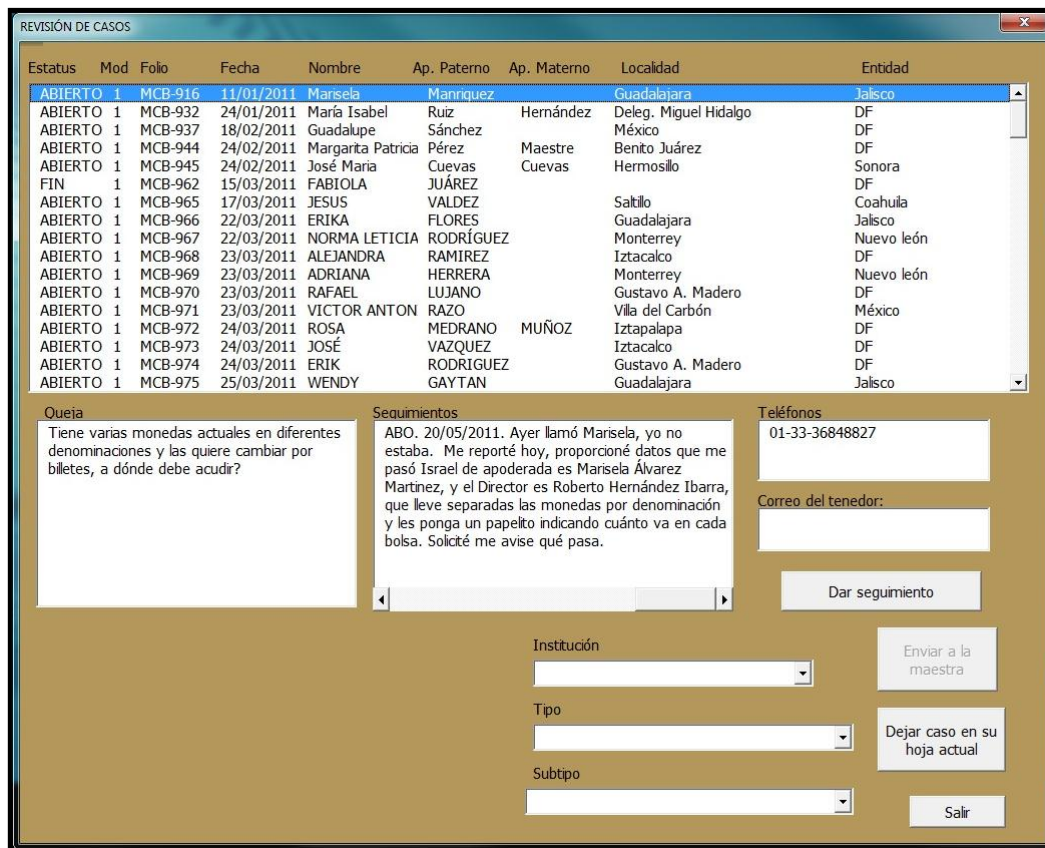 REVISIÓN DE CASOS
Estatus Mod Folio Fecha Nombre Ap. Paterno Ap. Materno Localidad Entidad
ABIERTO 1 MCB-916 11/01/2011 Marisela Manriquez Guadalajara Jalisco
ABIERTO 1 MCB-932 24/01/2011 María Isabel Ruiz Hernández Deleg. Miguel Hidalgo DF
ABIERTO 1 MCB-937 18/02/2011 Guadalupe Sánchez México DF
ABIERTO 1 MCB-944 24/02/2011 Margarita Patricia Pérez Maestre Benito Juárez DF
ABIERTO 1 MCB-945 24/02/2011 José Maria Cuevas Cuevas Hermosillo Sonora
FIN 1 MCB-962 15/03/2011 FABIOLA JUÁREZ DF
ABIERTO 1 MCB-965 17/03/2011 JESUS VALDEZ Saltillo Coahuila
ABIERTO 1 MCB-966 22/03/2011 ERIKA FLORES Guadalajara Jalisco
ABIERTO 1 MCB-967 22/03/2011 NORMA LETICIA RODRÍGUEZ Monterrey Nuevo león
ABIERTO 1 MCB-968 23/03/2011 ALEJANDRA RAMIREZ Iztacalco DF
ABIERTO 1 MCB-969 23/03/2011 ADRIANA HERRERA Monterrey Nuevo león
ABIERTO 1 MCB-970 23/03/2011 RAFAEL LUJANO Gustavo A. Madero DF
ABIERTO 1 MCB-971 23/03/2011 VICTOR ANTON RAZO Villa del Carbón México
ABIERTO 1 MCB-972 24/03/2011 ROSA MEDRANO MUÑOZ Iztapalapa DF
ABIERTO 1 MCB-973 24/03/2011 JOSÉ VAZQUEZ Iztacalco DF
ABIERTO 1 MCB-974 24/03/2011 ERIK RODRIGUEZ Gustavo A. Madero DF
ABIERTO 1 MCB-975 25/03/2011 WENDY GAYTAN Guadalajara Jalisco
Queja
Tiene varias monedas actuales en diferentes
denominaciones y las quiere cambiar por
billetes, a dónde debe acudir?
Seguimientos
ABO. 20/05/2011. Ayer llamó Marisela, yo no
estaba. Me reporté hoy, proporcioné datos que me
pasó Israel de apoderada es Marisela Álvarez
Martinez, y el Director es Roberto Hernández Ibarra,
que lleve separadas las monedas por denominación
y les ponga un papelito indicando cuánto va en cada
bolsa. Solicité me avise qué pasa.
Teléfonos
01-33-36848827
Correo del tenedor:
Dar seguimiento
Institución
Enviar a la
maestra
Tipo
Dejar caso en su
hoja actual
Subtipo
Salir